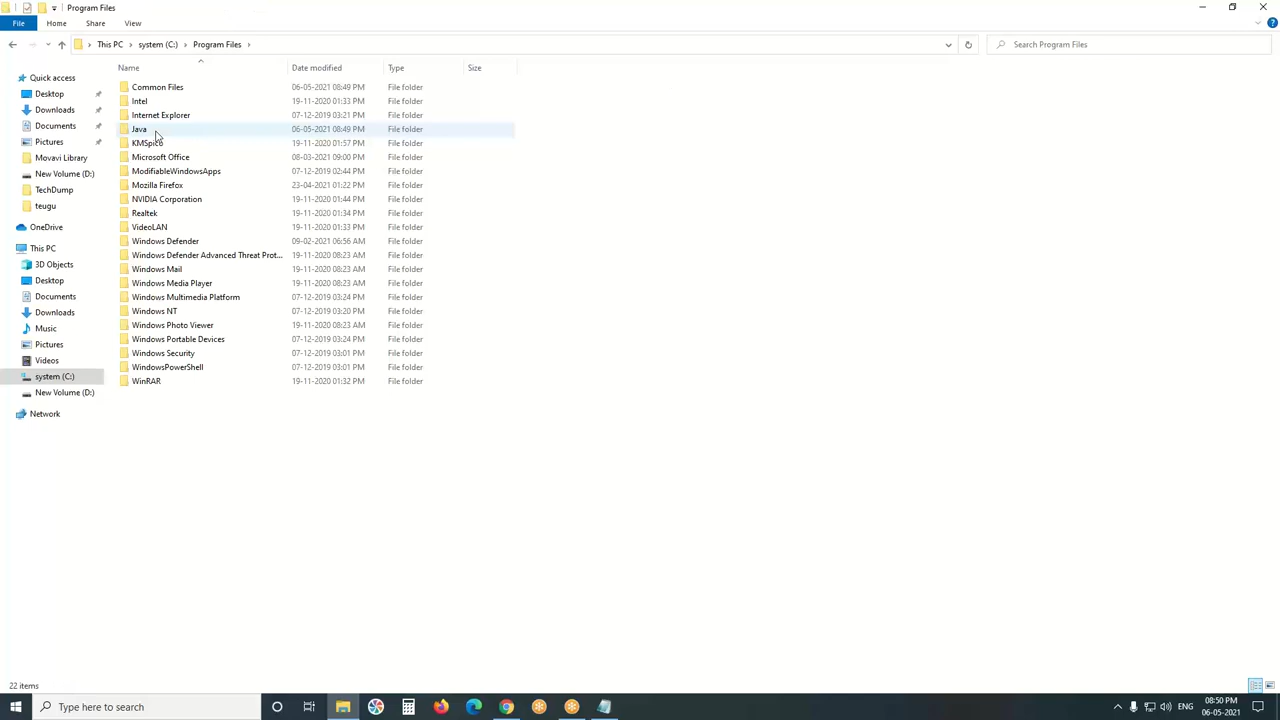 Program Files
File Home Share View
This PC system (C:) Program Files
Search Program Files
Name Date modified Type Size
Quick access
Desktop
Downloads
Documents
Pictures
Movavi Library
New Volume (D:)
TechDump
teugu
OneDrive
This PC
3D Objects
Desktop
Documents
Downloads
Music
Pictures
Videos
system (C:)
New Volume (D:)
Network
Common Files 06-05-2021 08:49 PM File folder
Intel 19-11-2020 01:33 PM File folder
Internet Explorer 07-12-2019 03:21 PM File folder
Java 06-05-2021 08:49 PM File folder
KMSpico 19-11-2020 01:57 PM File folder
Microsoft Office 08-03-2021 09:00 PM File folder
ModifiableWindowsApps 07-12-2019 02:44 PM File folder
Mozilla Firefox 23-04-2021 01:22 PM File folder
NVIDIA Corporation 19-11-2020 01:44 PM File folder
Realtek 19-11-2020 01:34 PM File folder
VideoLAN 19-11-2020 01:33 PM File folder
Windows Defender 09-02-2021 06:56 AM File folder
Windows Defender Advanced Threat Prot... 19-11-2020 08:23 AM File folder
Windows Mail 19-11-2020 08:23 AM File folder
Windows Media Player 19-11-2020 08:23 AM File folder
Windows Multimedia Platform 07-12-2019 03:24 PM File folder
Windows NT 07-12-2019 03:20 PM File folder
Windows Photo Viewer 19-11-2020 08:23 AM File folder
Windows Portable Devices 07-12-2019 03:24 PM File folder
Windows Security 07-12-2019 03:01 PM File folder
WindowsPowerShell 07-12-2019 03:01 PM File folder
WinRAR 19-11-2020 01:32 PM File folder
22 items
Type here to search
ENG
08:50 PM
06-05-2021